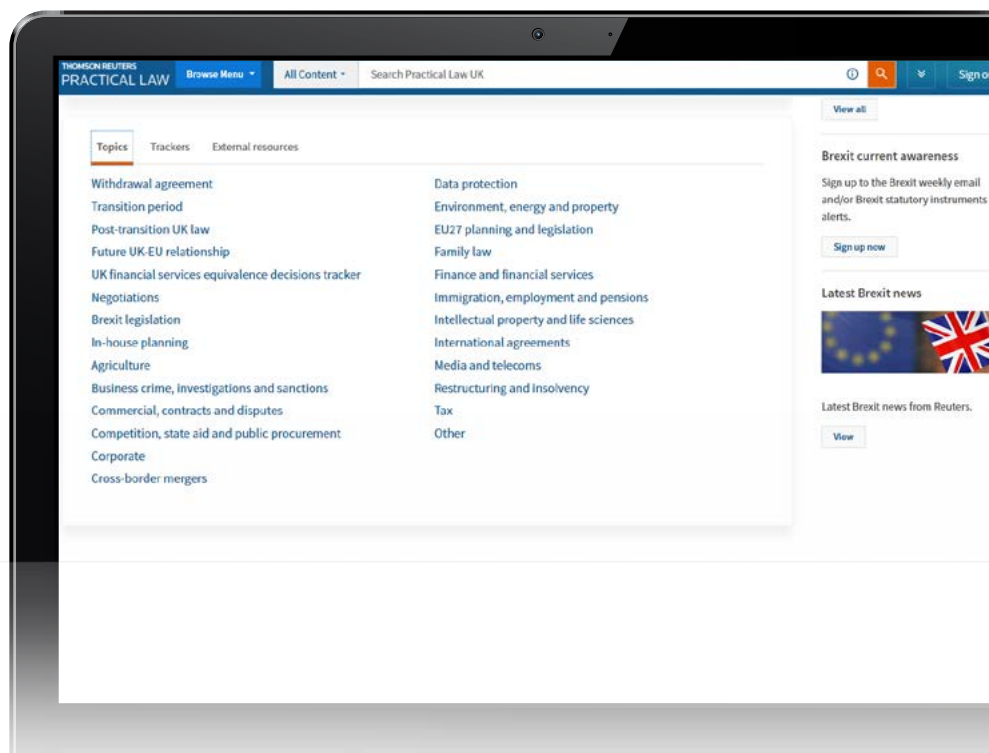 THOMSON REUTERS
PRACTICAL LAW
Browse Menu
All Content
Search Practical Law UK
Sign
View all
Topics
Trackers
External resources
Withdrawal agreement
Transition period
Post-transition UK law
Future UK-EU relationship
UK financial services equivalence decisions tracker
Negotiations
Brexit legislation
In-house planning
Agriculture
Business crime, investigations and sanctions
Commercial, contracts and disputes
Competition, state aid and public procurement
Corporate
Cross-border mergers
Data protection
Environment, energy and property
EU27 planning and legislation
Family law
Finance and financial services
Immigration, employment and pensions
Intellectual property and life sciences
International agreements
Media and telecoms
Restructuring and insolvency
Tax
Other
Brexit current awareness
Sign up to the Brexit weekly email
and/or Brexit statutory instruments
alerts.
Sign up now
Latest Brexit news
Latest Brexit news from Reuters.
View